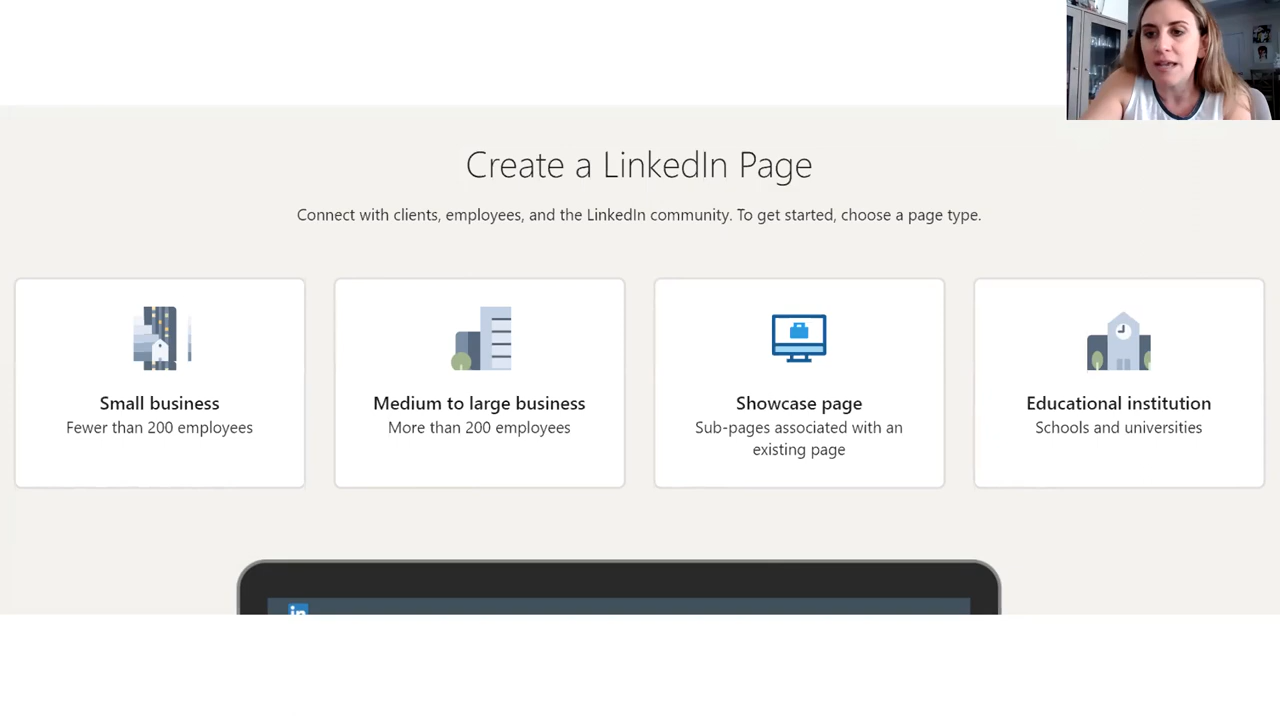 Create a LinkedIn Page
Connect with clients, employees, and the LinkedIn community. To get started, choose a page type.
Small business
Fewer than 200 employees
Medium to large business
More than 200 employees
Showcase page
Sub-pages associated with an
existing page
Educational institution
Schools and universities
in